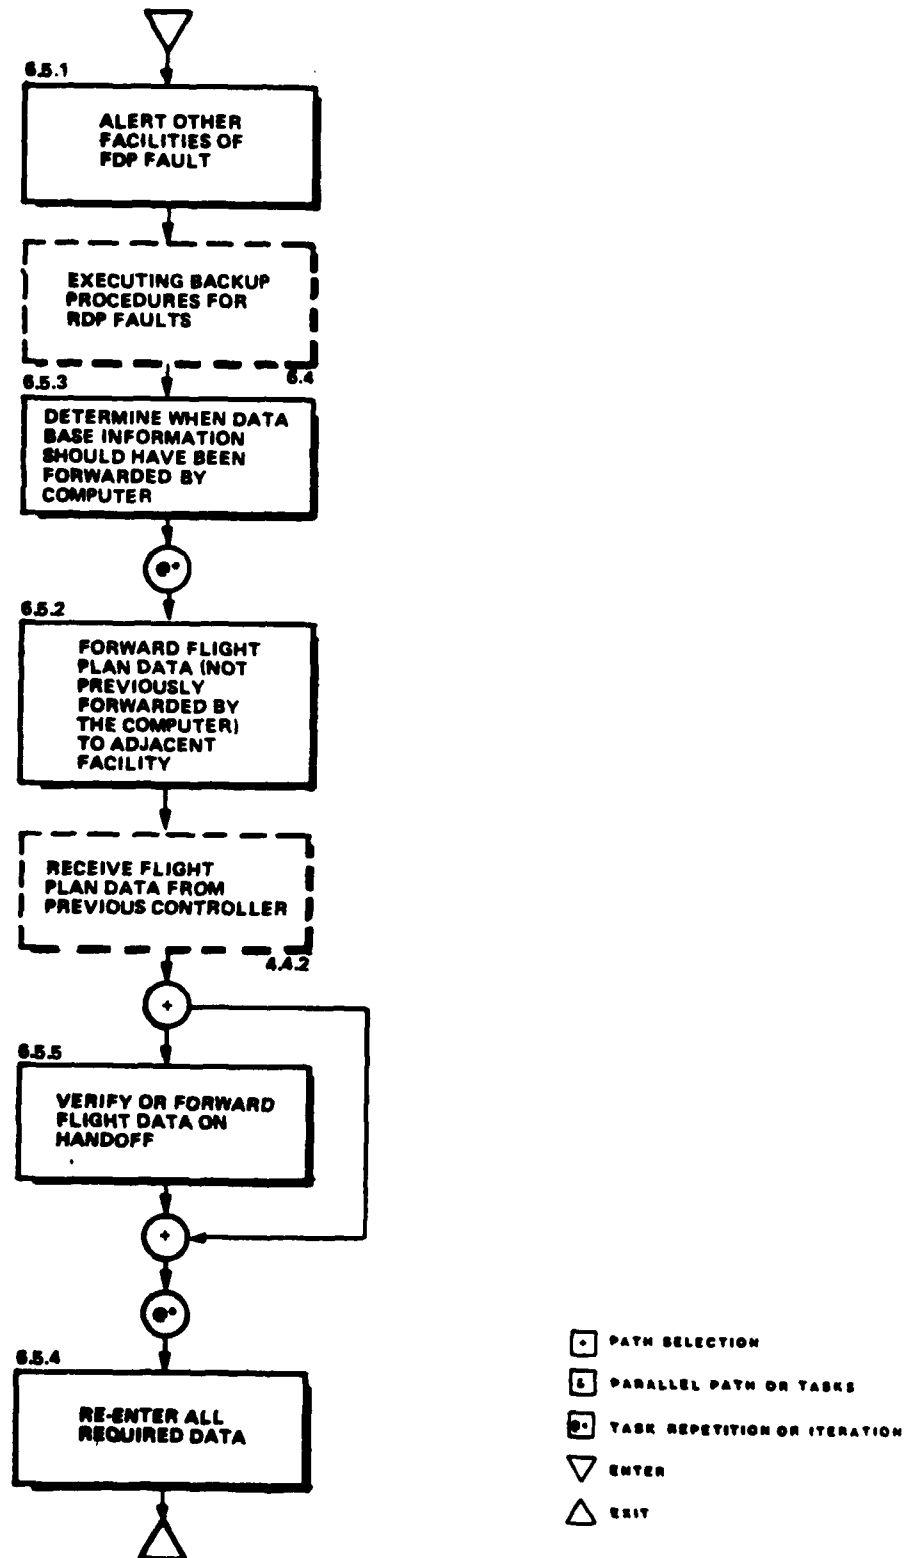 6.5.1
ALERT OTHER
FACILITIES OF
FDP FAULT
EXECUTING BACKUP
PROCEDURES FOR
RDP FAULTS
6.4
6.5.3
DETERMINE WHEN DATA
BASE INFORMATION
SHOULD HAVE BEEN
FORWARDED BY
COMPUTER
@*
6.5.2
FORWARD FLIGHT
PLAN DATA (NOT
PREVIOUSLY
FORWARDED BY
THE COMPUTER)
TO ADJACENT
FACILITY
RECEIVE FLIGHT
PLAN DATA FROM
PREVIOUS CONTROLLER
4.4.2
+
6.5.5
VERIFY OR FORWARD
FLIGHT DATA ON
HANDOFF
+
@*
6.5.4
RE-ENTER ALL
REQUIRED DATA
+ PATH SELECTION
& PARALLEL PATH OR TASKS
@* TASK REPETITION OR ITERATION
ENTER
EXIT